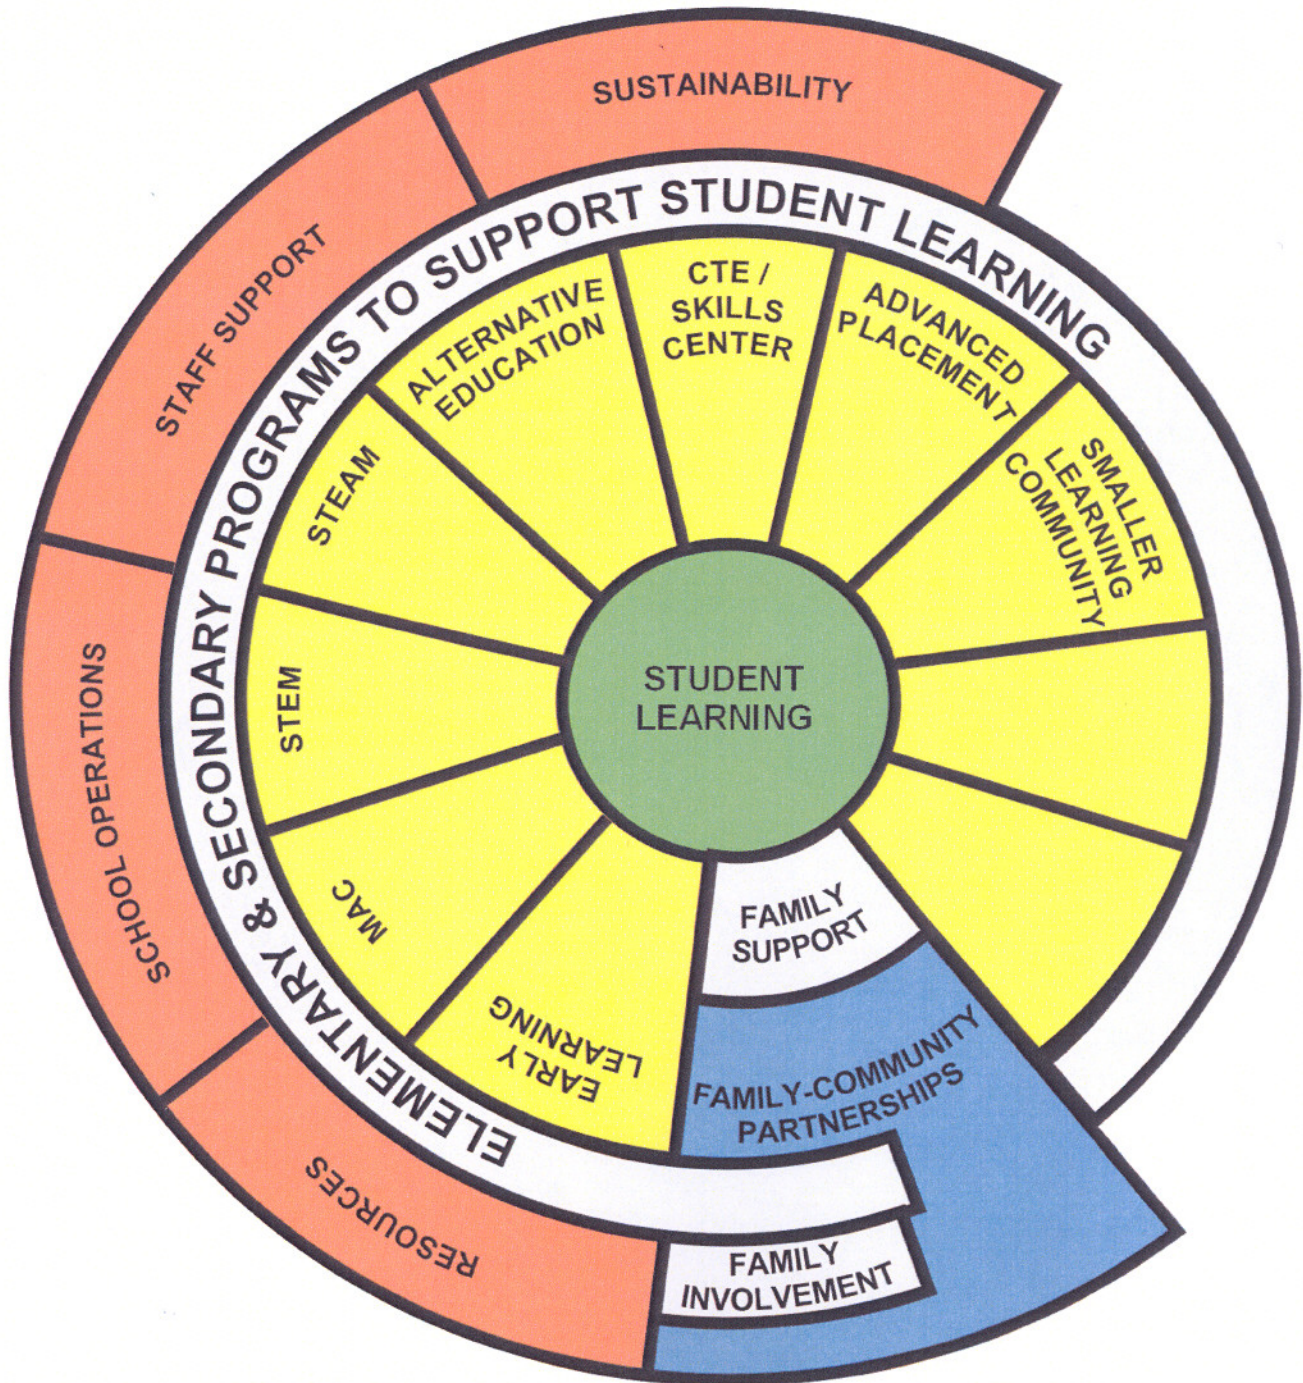 SUSTAINABILITY
STAFF SUPPORT
SCHOOL OPERATIONS
RESOURCES
ELEMENTARY & SECONDARY PROGRAMS TO SUPPORT STUDENT LEARNING
EARLY
LEARNING
MAC
STEM
STEAM
ALTERNATIVE
EDUCATION
CTE /
SKILLS
CENTER
ADVANCED
PLACEMENT
SMALLER
LEARNING
COMMUNITY
STUDENT
LEARNING
FAMILY
SUPPORT
FAMILY-COMMUNITY
PARTNERSHIPS
FAMILY
INVOLVEMENT